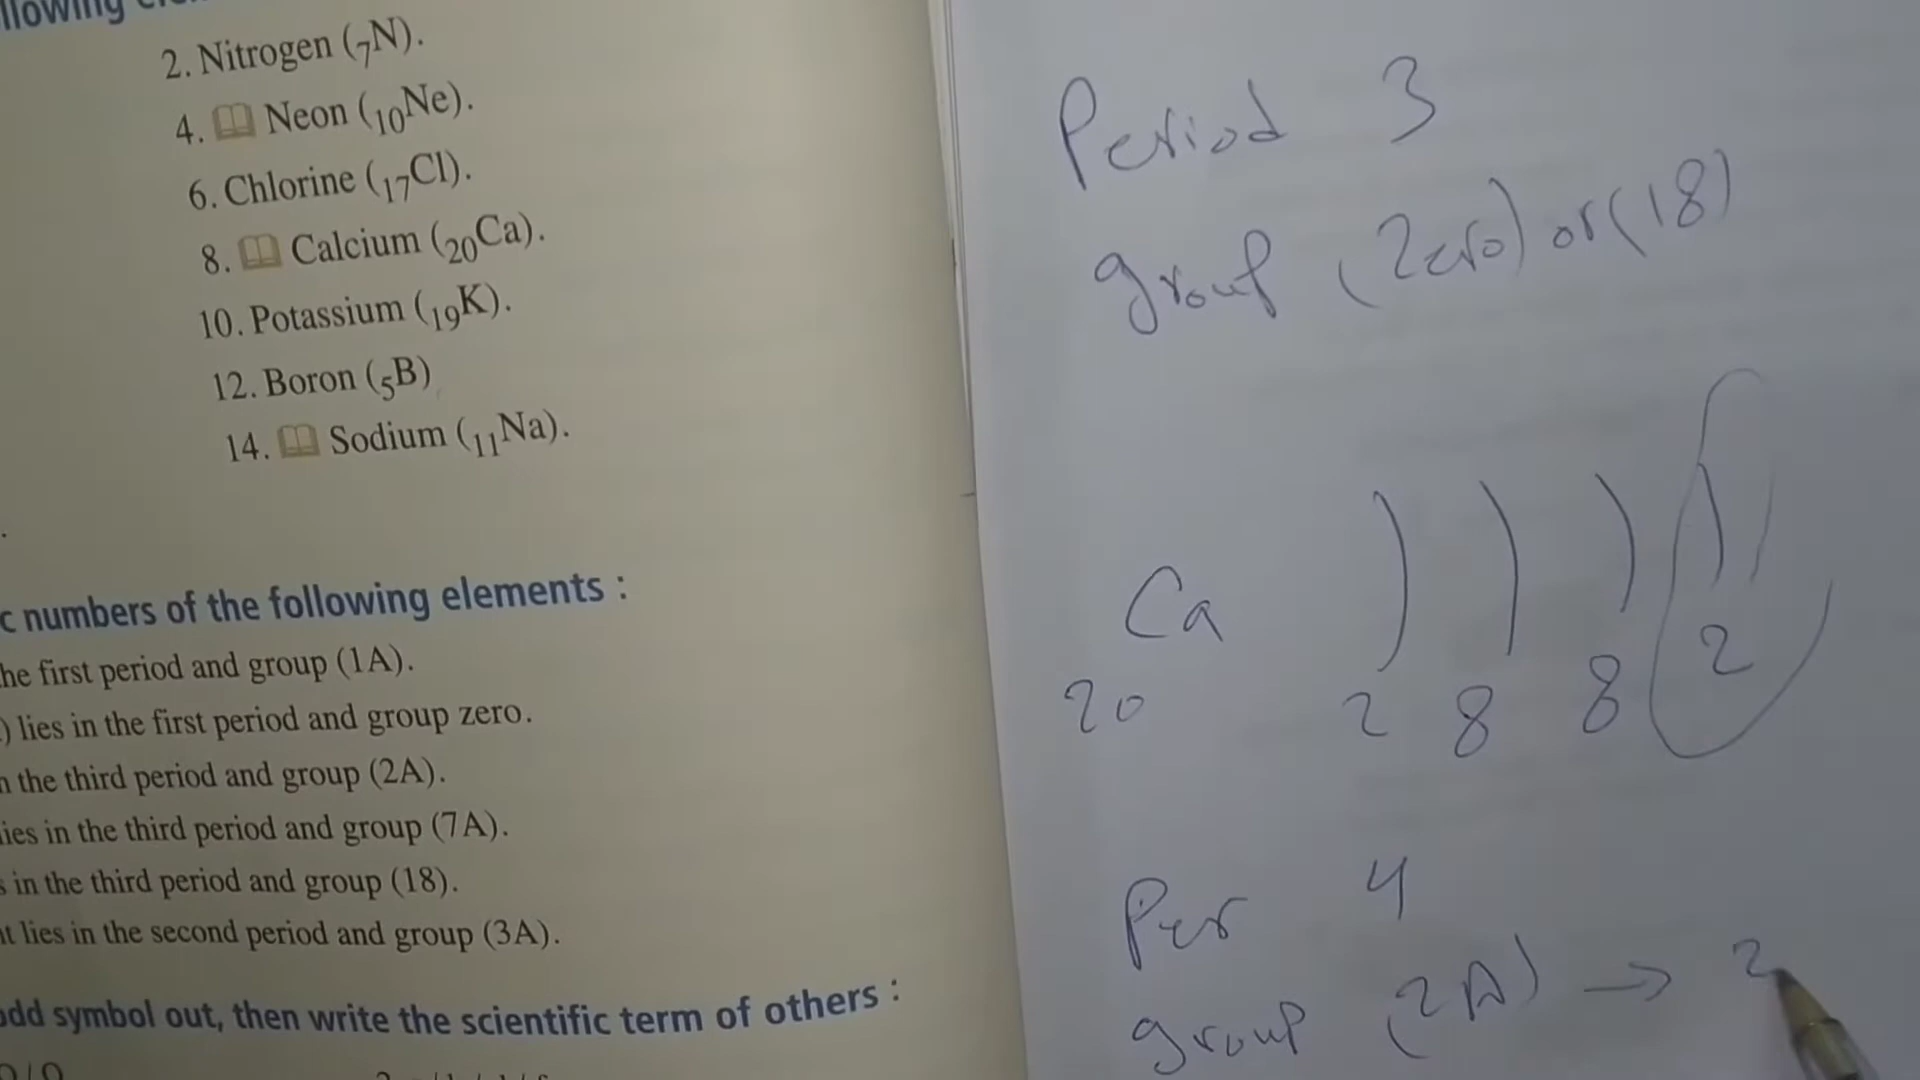 llowing
2. Nitrogen (₇N).
4. Neon (₁₀Ne).
6. Chlorine (₁₇Cl).
8. Calcium (₂₀Ca).
10. Potassium (₁₉K).
12. Boron (₅B)
14. Sodium (₁₁Na).
c numbers of the following elements :
he first period and group (1A).
) lies in the first period and group zero.
n the third period and group (2A).
ies in the third period and group (7A).
s in the third period and group (18).
t lies in the second period and group (3A).
odd symbol out, then write the scientific term of others :
Period 3
group (Zero) or (18)
Ca ) ) ) )
20 2 8 8 2
Per 4
group (2A) → 2